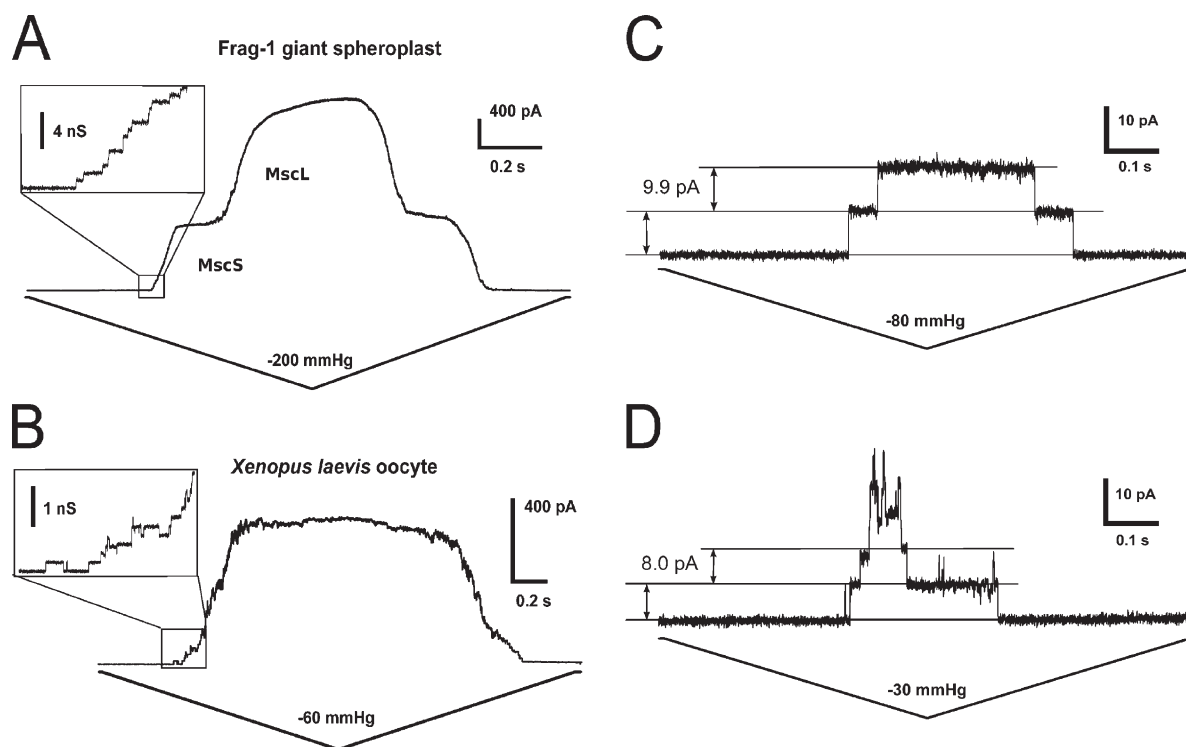 A
Frag-1 giant spheroplast
4 nS
400 pA
0.2 s
MscL
MscS
-200 mmHg
B
Xenopus laevis oocyte
1 nS
400 pA
0.2 s
-60 mmHg
C
10 pA
0.1 s
9.9 pA
-80 mmHg
D
10 pA
0.1 s
8.0 pA
-30 mmHg